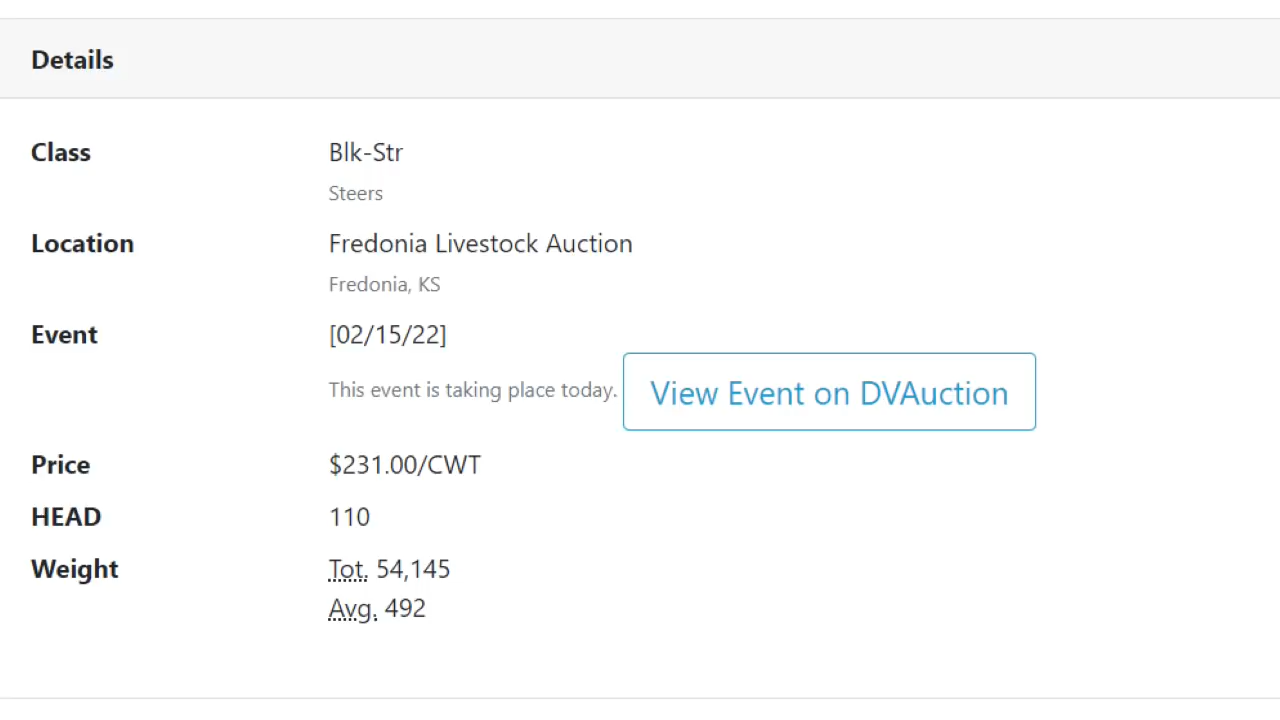 Details
Class Blk-Str
Steers
Location Fredonia Livestock Auction
Fredonia, KS
Event [02/15/22]
This event is taking place today. View Event on DVAuction
Price $231.00/CWT
HEAD 110
Weight Tot. 54,145
Avg. 492